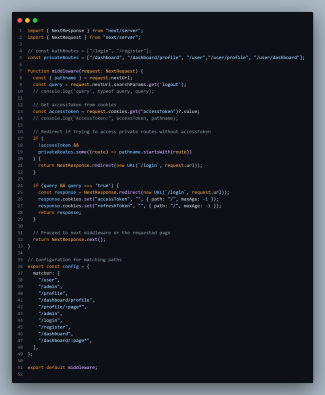 1 import { NextResponse } from "next/server";
2 import { NextRequest } from "next/server";
3
4 // const AuthRoutes = ["/login", "/register"];
5 const privateRoutes = ["/dashboard", "/dashboard/profile", "/user","/user/profile", "/user/dashboard"];
6
7 function middleware(request: NextRequest) {
8 const { pathname } = request.nextUrl;
9 const query = request.nextUrl.searchParams.get('logout');
10 // console.log('query', typeof query, query);
11
12 // Get accessToken from cookies
13 const accessToken = request.cookies.get("accessToken")?.value;
14 // console.log("AccessToken:", accessToken, pathname);
15
16 // Redirect if trying to access private routes without accessToken
17 if (
18 !accessToken &&
19 privateRoutes.some((route) => pathname.startsWith(route))
20 ) {
21 return NextResponse.redirect(new URL(`/login`, request.url));
22 }
23
24 if (query && query === 'true') {
25 const response = NextResponse.redirect(new URL(`/login`, request.url));
26 response.cookies.set("accessToken", "", { path: "/", maxAge: -1 });
27 response.cookies.set("refreshToken", "", { path: "/", maxAge: -1 });
28 return response;
29 }
30
31 // Proceed to next middleware or the requested page
32 return NextResponse.next();
33 }
34
35 // Configuration for matching paths
36 export const config = {
37 matcher: [
38 "/user",
39 "/admin",
40 "/profile",
41 "/dashboard/profile",
42 "/profile/:page*",
43 "/admin",
44 "/login",
45 "/register",
46 "/dashboard",
47 "/dashboard/:page*",
48 ],
49 };
50
51 export default middleware;
52